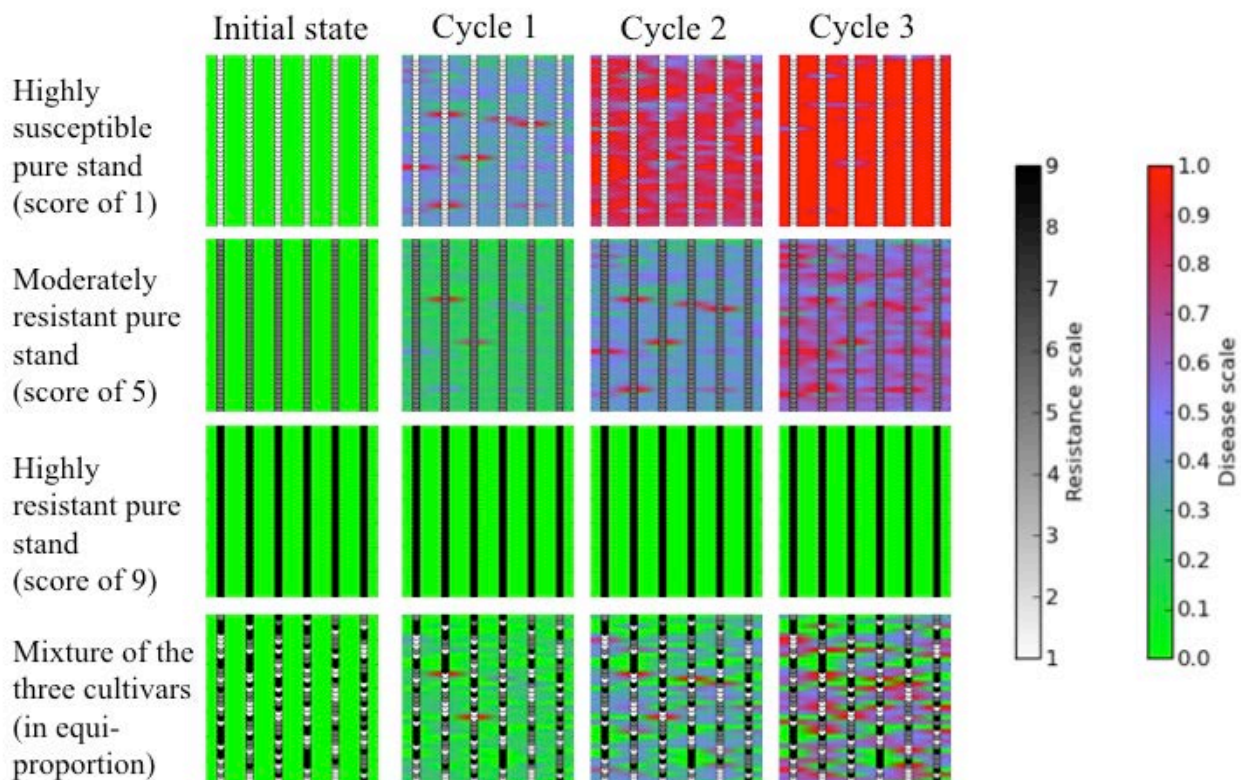 Initial state Cycle 1 Cycle 2 Cycle 3
Highly
susceptible
pure stand
(score of 1)
Moderately
resistant pure
stand
(score of 5)
Highly
resistant pure
stand
(score of 9)
Mixture of the
three cultivars
(in equi-
proportion)
9
8
7
6
5
4
3
2
1
Resistance scale
1.0
0.9
0.8
0.7
0.6
0.5
0.4
0.3
0.2
0.1
0.0
Disease scale